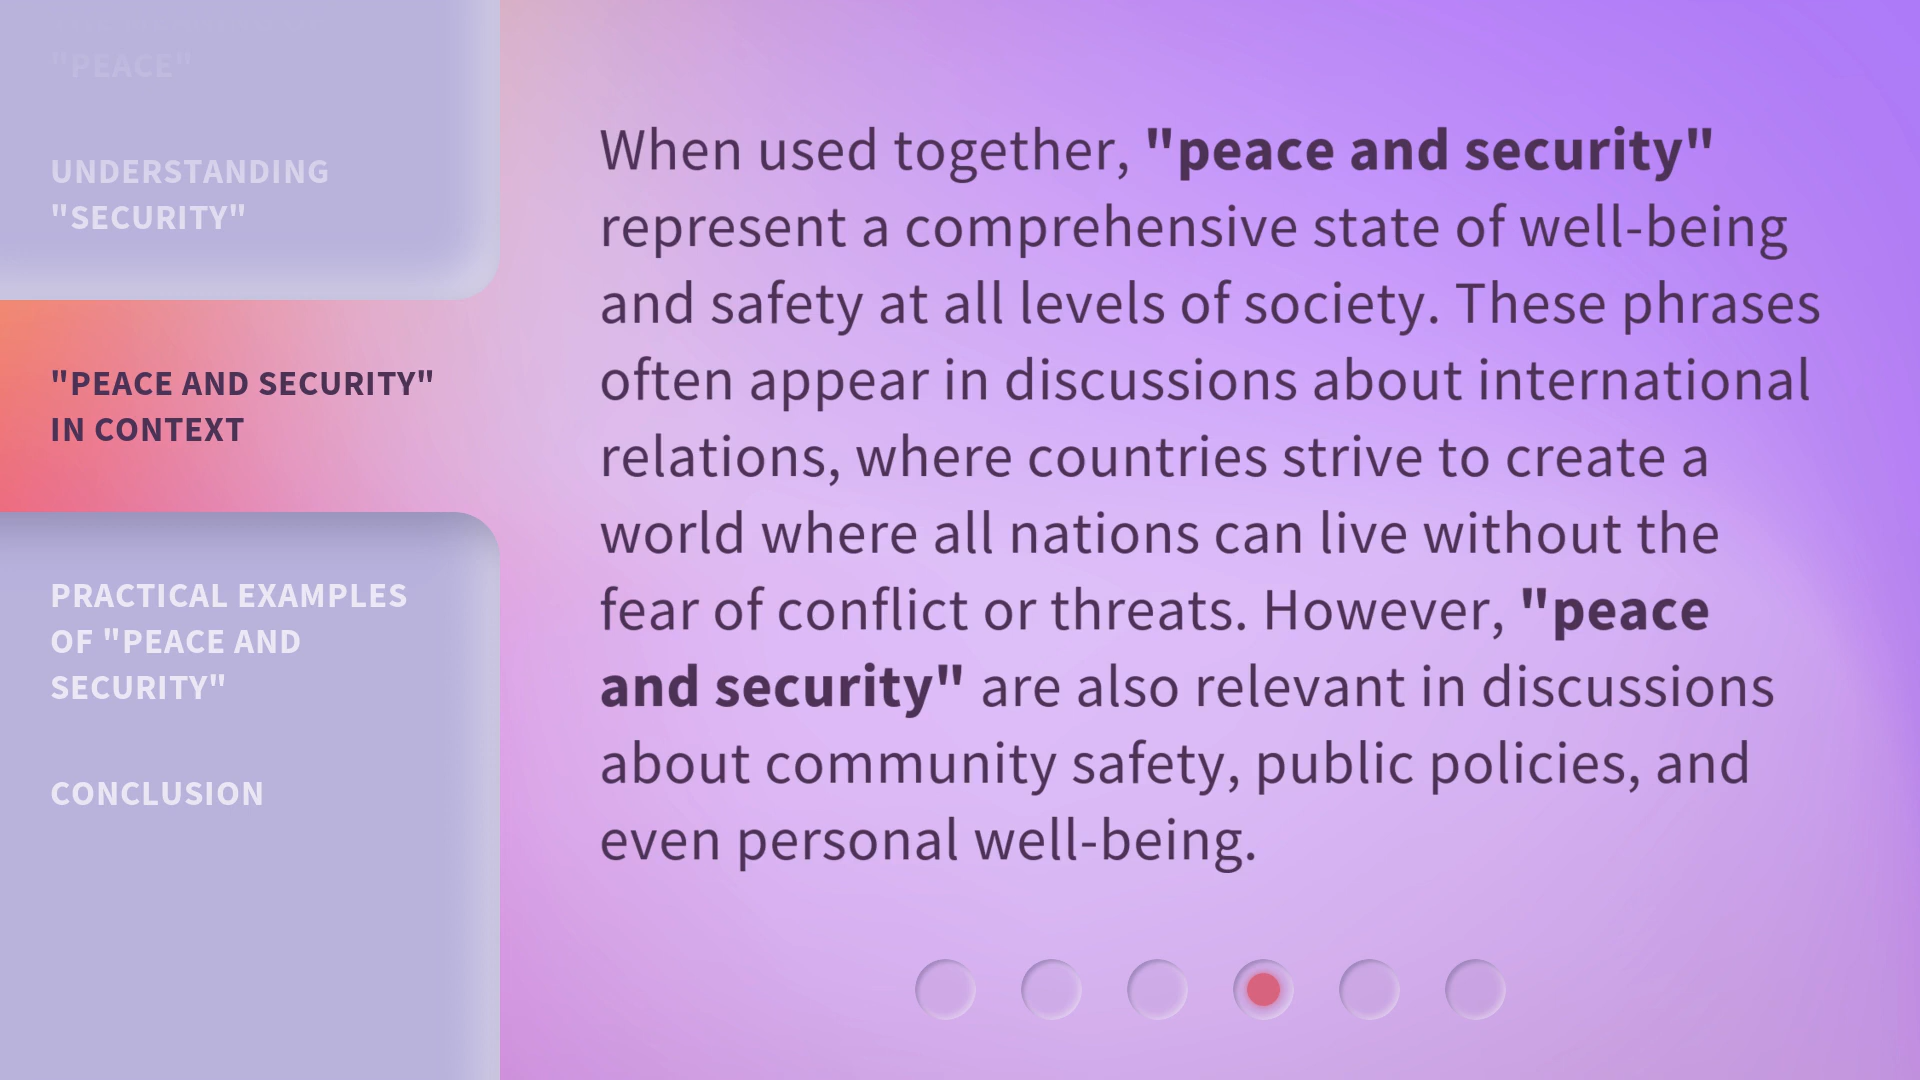 "PEACE"
UNDERSTANDING
"SECURITY"
"PEACE AND SECURITY"
IN CONTEXT
PRACTICAL EXAMPLES
OF "PEACE AND
SECURITY"
CONCLUSION
When used together, "peace and security"
represent a comprehensive state of well-being
and safety at all levels of society. These phrases
often appear in discussions about international
relations, where countries strive to create a
world where all nations can live without the
fear of conflict or threats. However, "peace
and security" are also relevant in discussions
about community safety, public policies, and
even personal well-being.